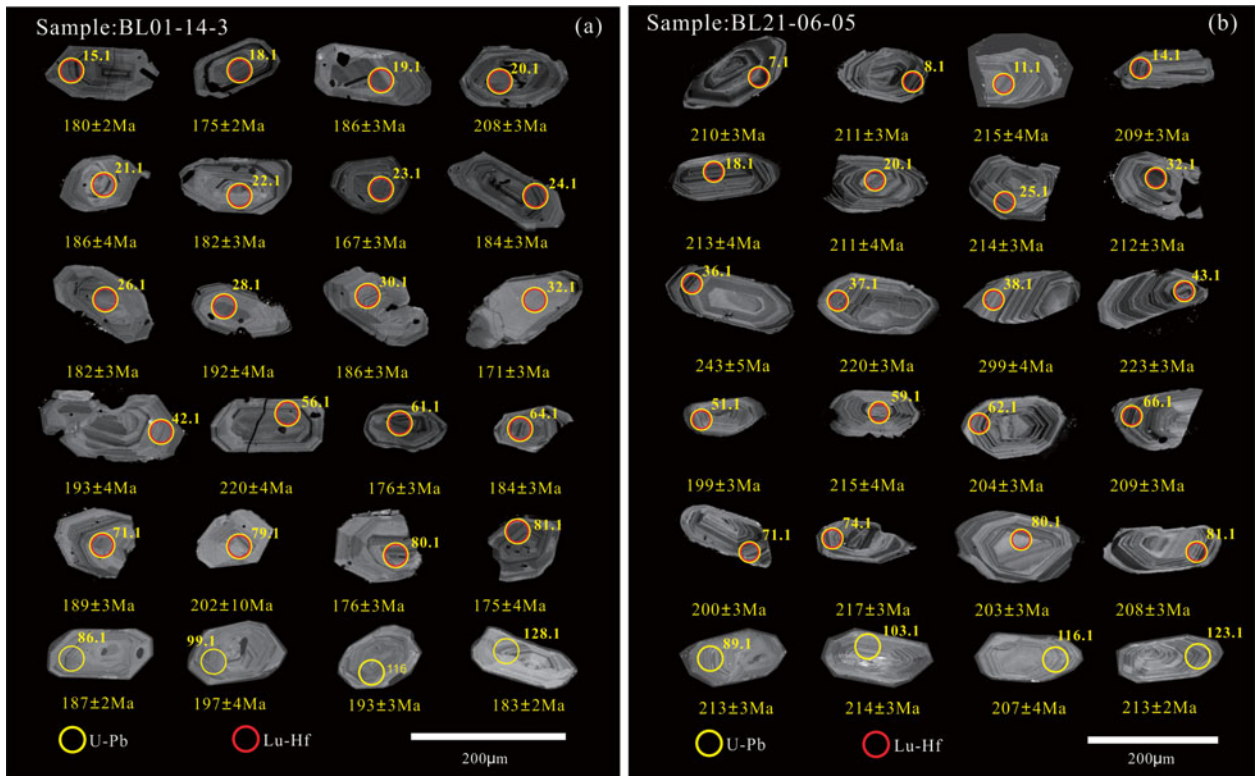 Sample:BL01-14-3 (a)
15.1 18.1 19.1 20.1
180±2Ma 175±2Ma 186±3Ma 208±3Ma
21.1 22.1 23.1 24.1
186±4Ma 182±3Ma 167±3Ma 184±3Ma
26.1 28.1 30.1 32.1
182±3Ma 192±4Ma 186±3Ma 171±3Ma
42.1 56.1 61.1 64.1
193±4Ma 220±4Ma 176±3Ma 184±3Ma
71.1 79.1 80.1 81.1
189±3Ma 202±10Ma 176±3Ma 175±4Ma
86.1 99.1 116 128.1
187±2Ma 197±4Ma 193±3Ma 183±2Ma
U-Pb Lu-Hf 200μm
Sample:BL21-06-05 (b)
7.1 8.1 11.1 14.1
210±3Ma 211±3Ma 215±4Ma 209±3Ma
18.1 20.1 25.1 32.1
213±4Ma 211±4Ma 214±3Ma 212±3Ma
36.1 37.1 38.1 43.1
243±5Ma 220±3Ma 299±4Ma 223±3Ma
51.1 59.1 62.1 66.1
199±3Ma 215±4Ma 204±3Ma 209±3Ma
71.1 74.1 80.1 81.1
200±3Ma 217±3Ma 203±3Ma 208±3Ma
89.1 103.1 116.1 123.1
213±3Ma 214±3Ma 207±4Ma 213±2Ma
U-Pb Lu-Hf 200μm